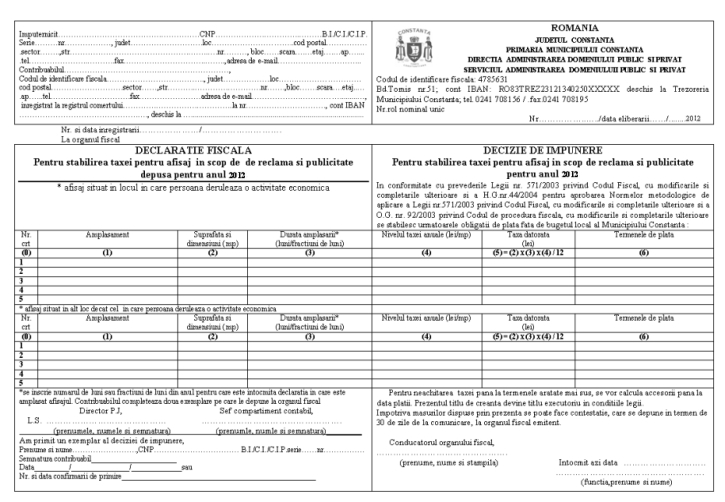 Imputernicit……………………………………CNP…………………………B.I/C.I/C.I.P.
Serie………nr………………, judet……………………loc……………………cod postal………………
sector………,str……………………………………………nr………, bloc……scara……etaj……ap……
.tel……………………fax……………………………,adresa de e-mail……………………………
Contribuabilul…………………………………………………,
Codul de identificare fiscala……………………………, judet……………loc……………………
cod postal……………………sector………,str……………………………nr……,bloc……scara….etaj….
.ap……tel……………………fax……………………adresa de e-mail……………………………,
inregistrat la registrul comertului…………………………………la nr……………………, cont IBAN
………………………………………, deschis la ……………………………
CONSTANTA
ROMANIA
JUDETUL CONSTANTA
PRIMARIA MUNICIPIULUI CONSTANTA
DIRECTIA ADMINISTRAREA DOMENIULUI PUBLIC SI PRIVAT
SERVICIUL ADMINISTRAREA DOMENIULUI PUBLIC SI PRIVAT
Codul de identificare fiscala: 4785631
Bd.Tomis nr.51; cont IBAN: RO83TREZ23121340250XXXXX deschis la Trezoreria
Municipiului Constanta; tel.0241 708156 / .fax.0241 708195
Nr.rol nominal unic
Nr…………………/data eliberarii……/……2012
Nr. si data inregistrarii……………………/…………………………
La organul fiscal
DECLARATIE FISCALA
Pentru stabilirea taxei pentru afisaj in scop de de reclama si publicitate
depusa pentru anul 2012
* afisaj situat in locul in care persoana deruleaza o activitate economica
DECIZIE DE IMPUNERE
Pentru stabilirea taxei pentru afisaj in scop de reclama si publicitate
pentru anul 2012
In conformitate cu prevederile Legii nr. 571/2003 privind Codul Fiscal, cu modificarile si
completarile ulterioare si a H.G.nr.44/2004 pentru aprobarea Normelor metodologice de
aplicare a Legii nr.571/2003 privind Codul Fiscal, cu modificarile si completarile ulterioare si a
O.G. nr. 92/2003 privind Codul de procedura fiscala, cu modificarile si completarile ulterioare
se stabilesc urmatoarele obligatii de plata fata de bugetul local al Municipiului Constanta :
Nr. Amplasament Suprafata si Durata amplasarii* Nivelul taxei anuale (lei/mp) Taxa datorata Termenele de plata
crt dimensiuni (mp) (luni/fractiuni de luni) (lei)
(0) (1) (2) (3) (4) (5)=(2)x(3)x(4)/12 (6)
1
2
3
4
5
* afisaj situat in alt loc decat cel in care persoana deruleaza o activitate economica
Nr. Amplasament Suprafata si Durata amplasarii* Nivelul taxei anuale (lei/mp) Taxa datorata Termenele de plata
crt dimensiuni (mp) (luni/fractiuni de luni) (lei)
(0) (1) (2) (3) (4) (5)=(2)x(3)x(4)/12 (6)
1
2
3
4
5
*se inscrie numarul de luni sau fractiuni de luni din anul pentru care este intocmita declaratia in care este
amplasat afisajul. Contribuabilul completeaza doua exemplare pe care le depune la organul fiscal
Director P.J, Sef compartiment contabil,
L.S. ……………………………………… ………………………………………
(prenumele, numele si semnatura) (prenumle, numle si semnatura)
Am primit un exemplar al deciziei de impunere,
Prenume si nume……………………,CNP……………………………B.I/C.I/C.I.P.serie……nr…………
Semnatura contribuabil____________________
Data________/________/____________sau
Nr. si data confirmarii de primire____________________
Pentru neachitarea taxei pana la termenele aratate mai sus, se vor calcula accesorii pana la
data platii. Prezentul titlu de creanta devine titlu executoriu in conditiile legii.
Impotriva masurilor dispuse prin prezenta se poate face contestatie, care se depune in termen de
30 de zile de la comunicare, la organul fiscal emitent.
Conducatorul organului fiscal,
………………………………………
(prenume, nume si stampila)
Intocmit azi data ……………………………
………………………………………
(functia,prenume si nume)